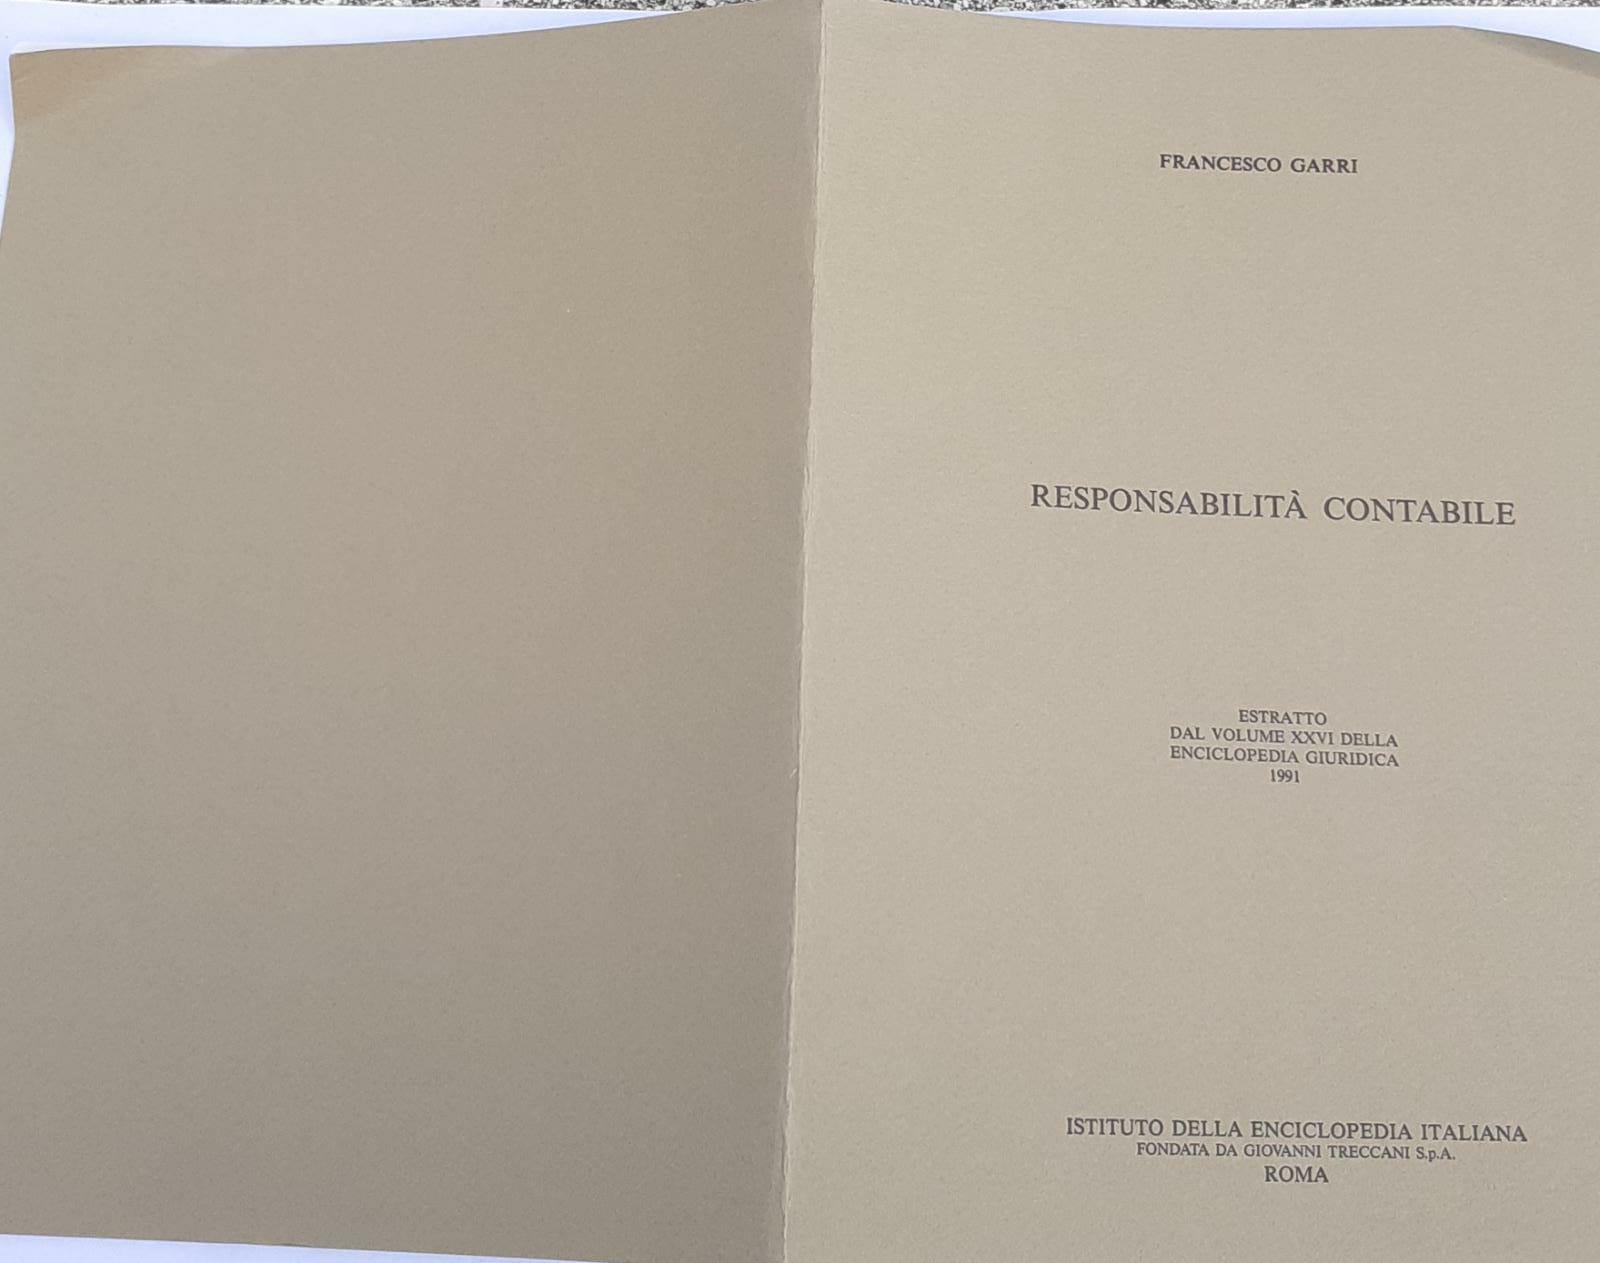 FRANCESCO GARRI
RESPONSABILITÀ CONTABILE
ESTRATTO
DAL VOLUME XXVI DELLA
ENCICLOPEDIA GIURIDICA
1991
ISTITUTO DELLA ENCICLOPEDIA ITALIANA
FONDATA DA GIOVANNI TRECCANI S.p.A.
ROMA